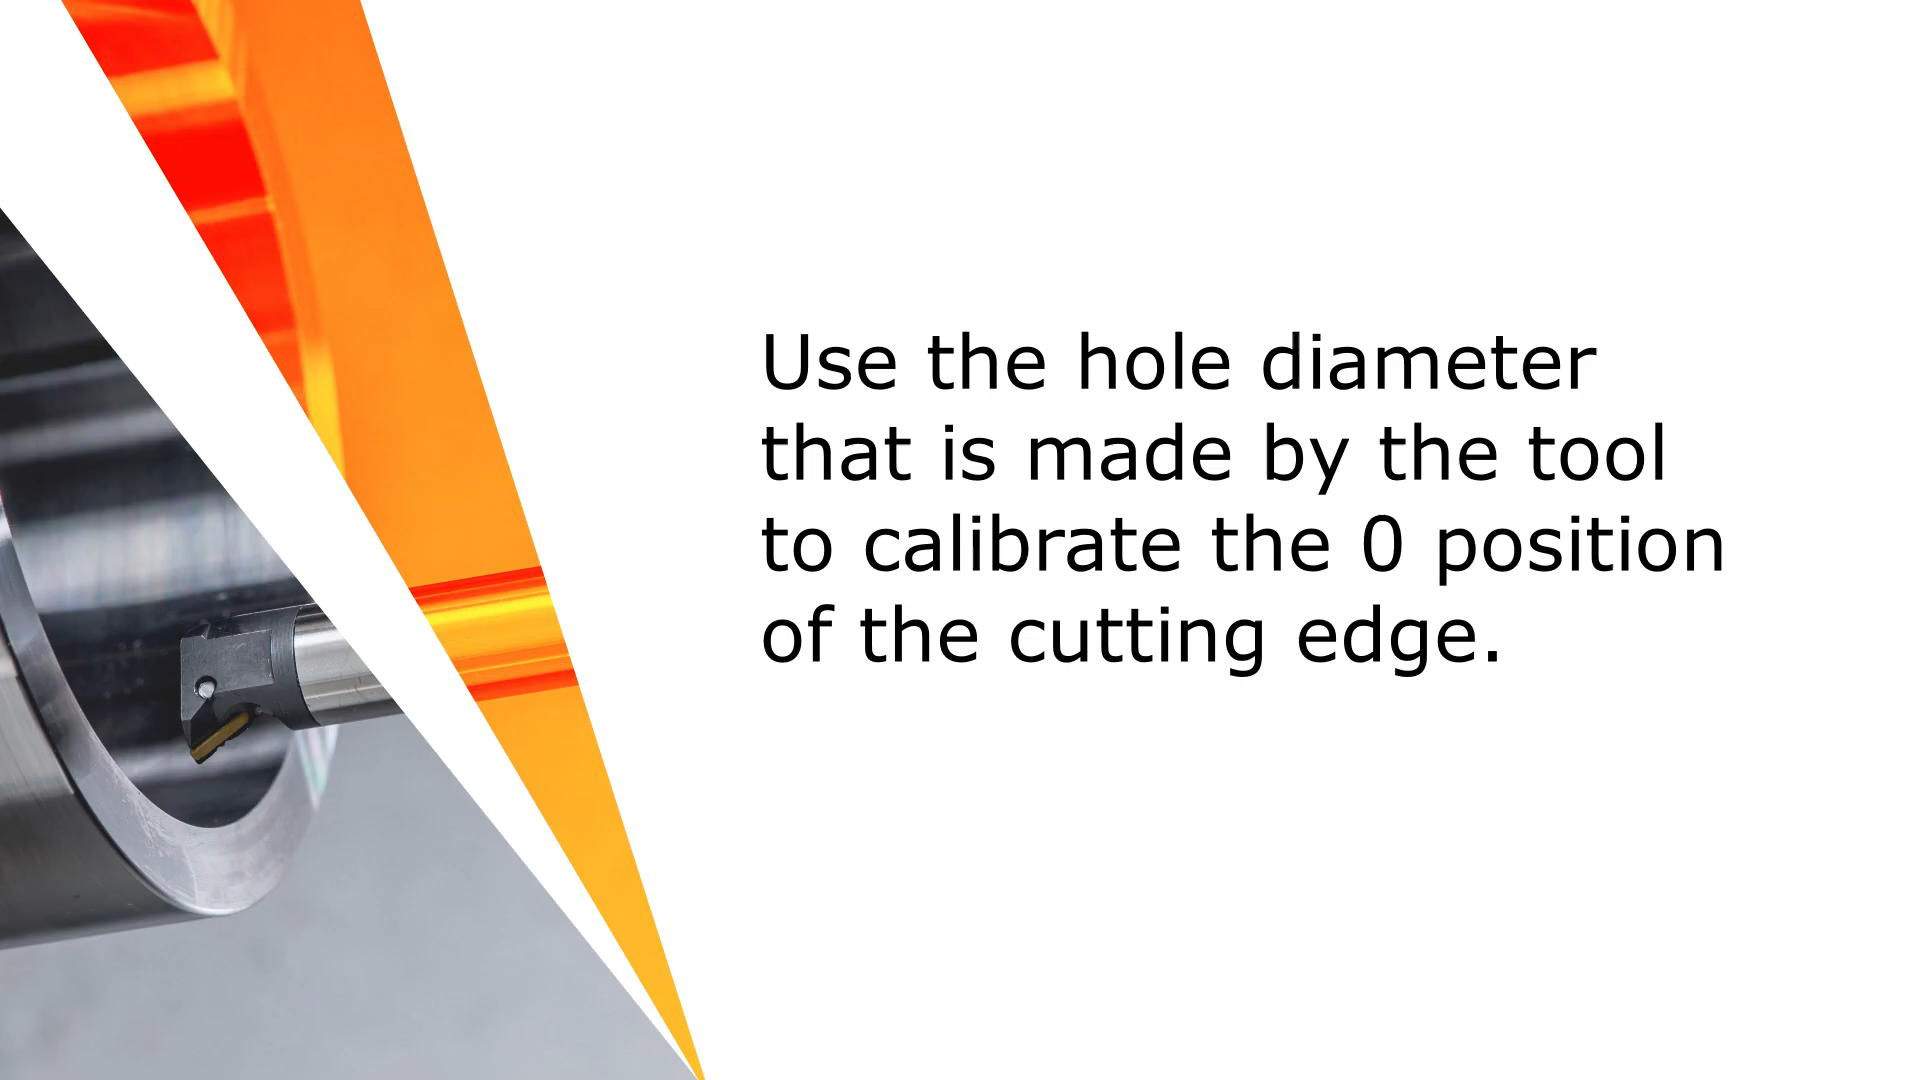 Use the hole diameter
that is made by the tool
to calibrate the 0 position
of the cutting edge.